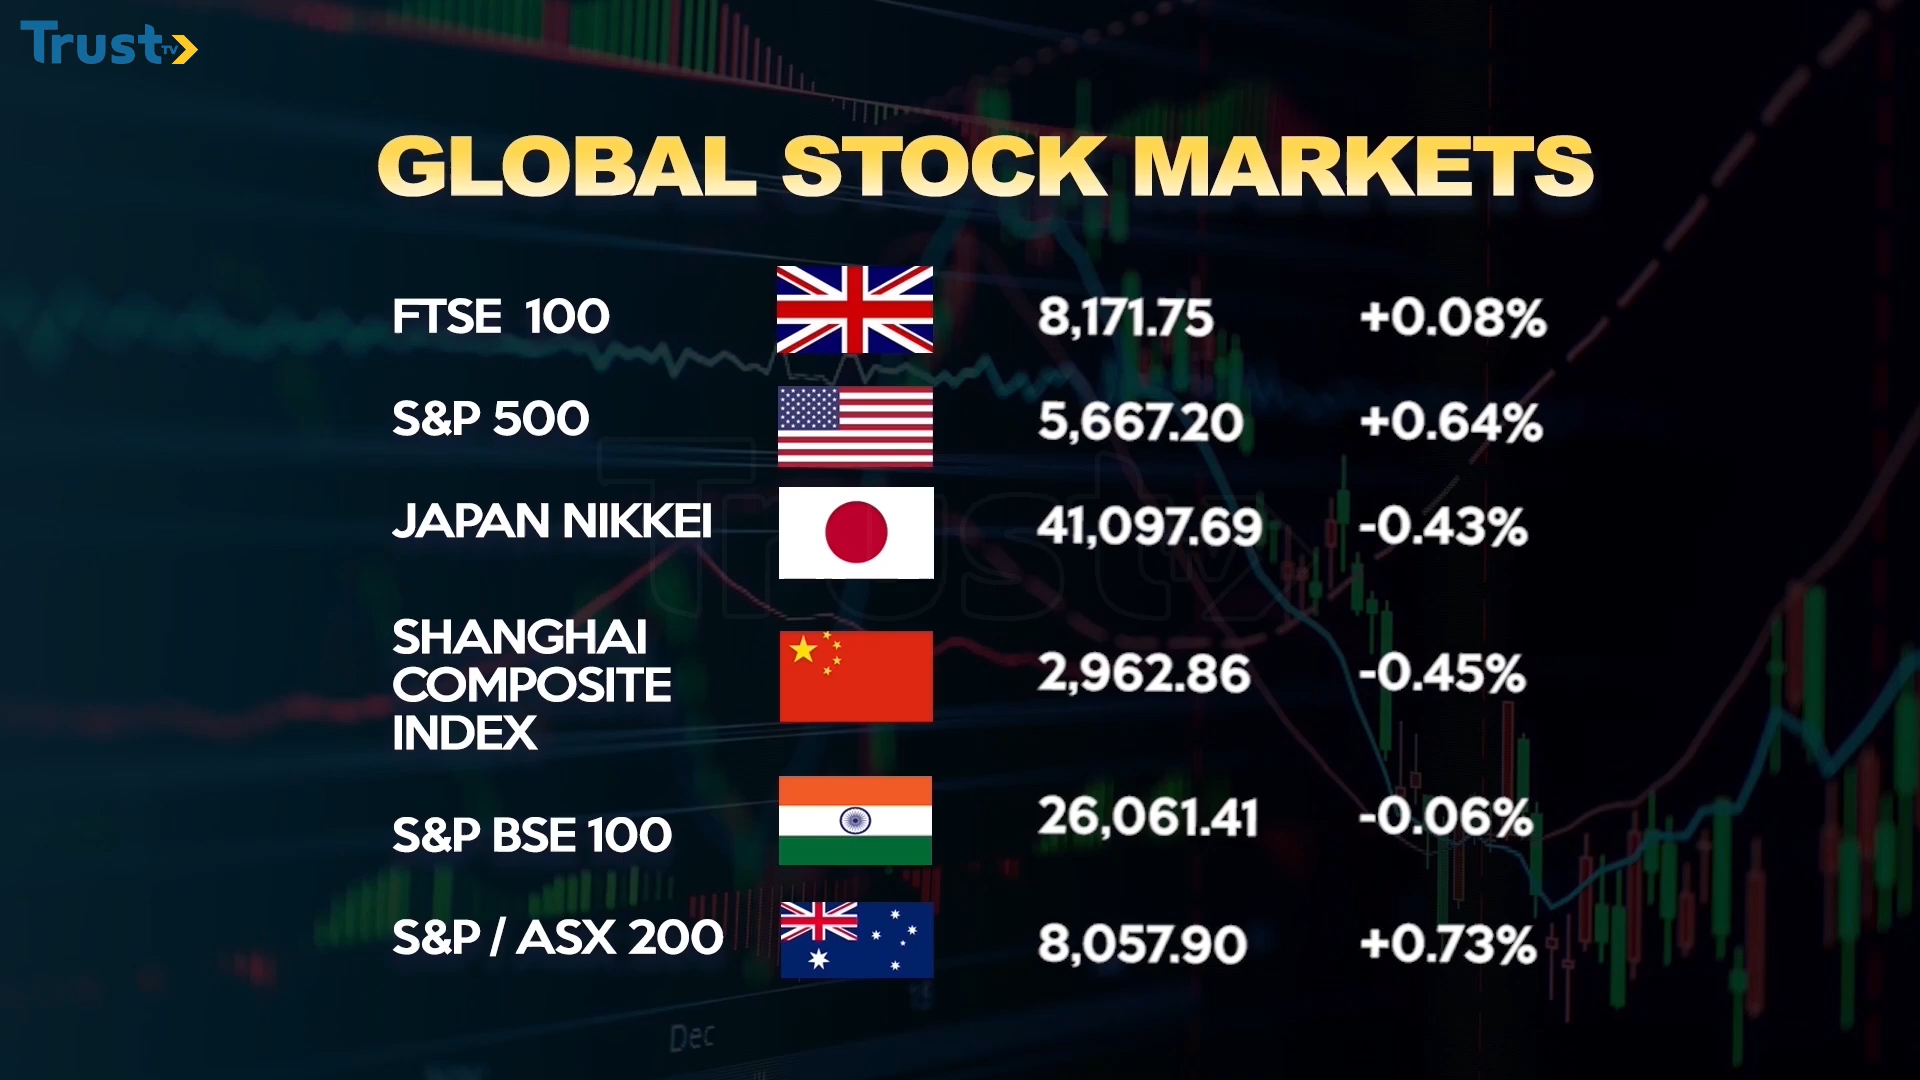 Trust TV
GLOBAL STOCK MARKETS
FTSE 100 8,171.75 +0.08%
S&P 500 5,667.20 +0.64%
JAPAN NIKKEI 41,097.69 -0.43%
SHANGHAI
COMPOSITE
INDEX
2,962.86 -0.45%
S&P BSE 100 26,061.41 -0.06%
S&P / ASX 200 8,057.90 +0.73%
Trust TV
Dec